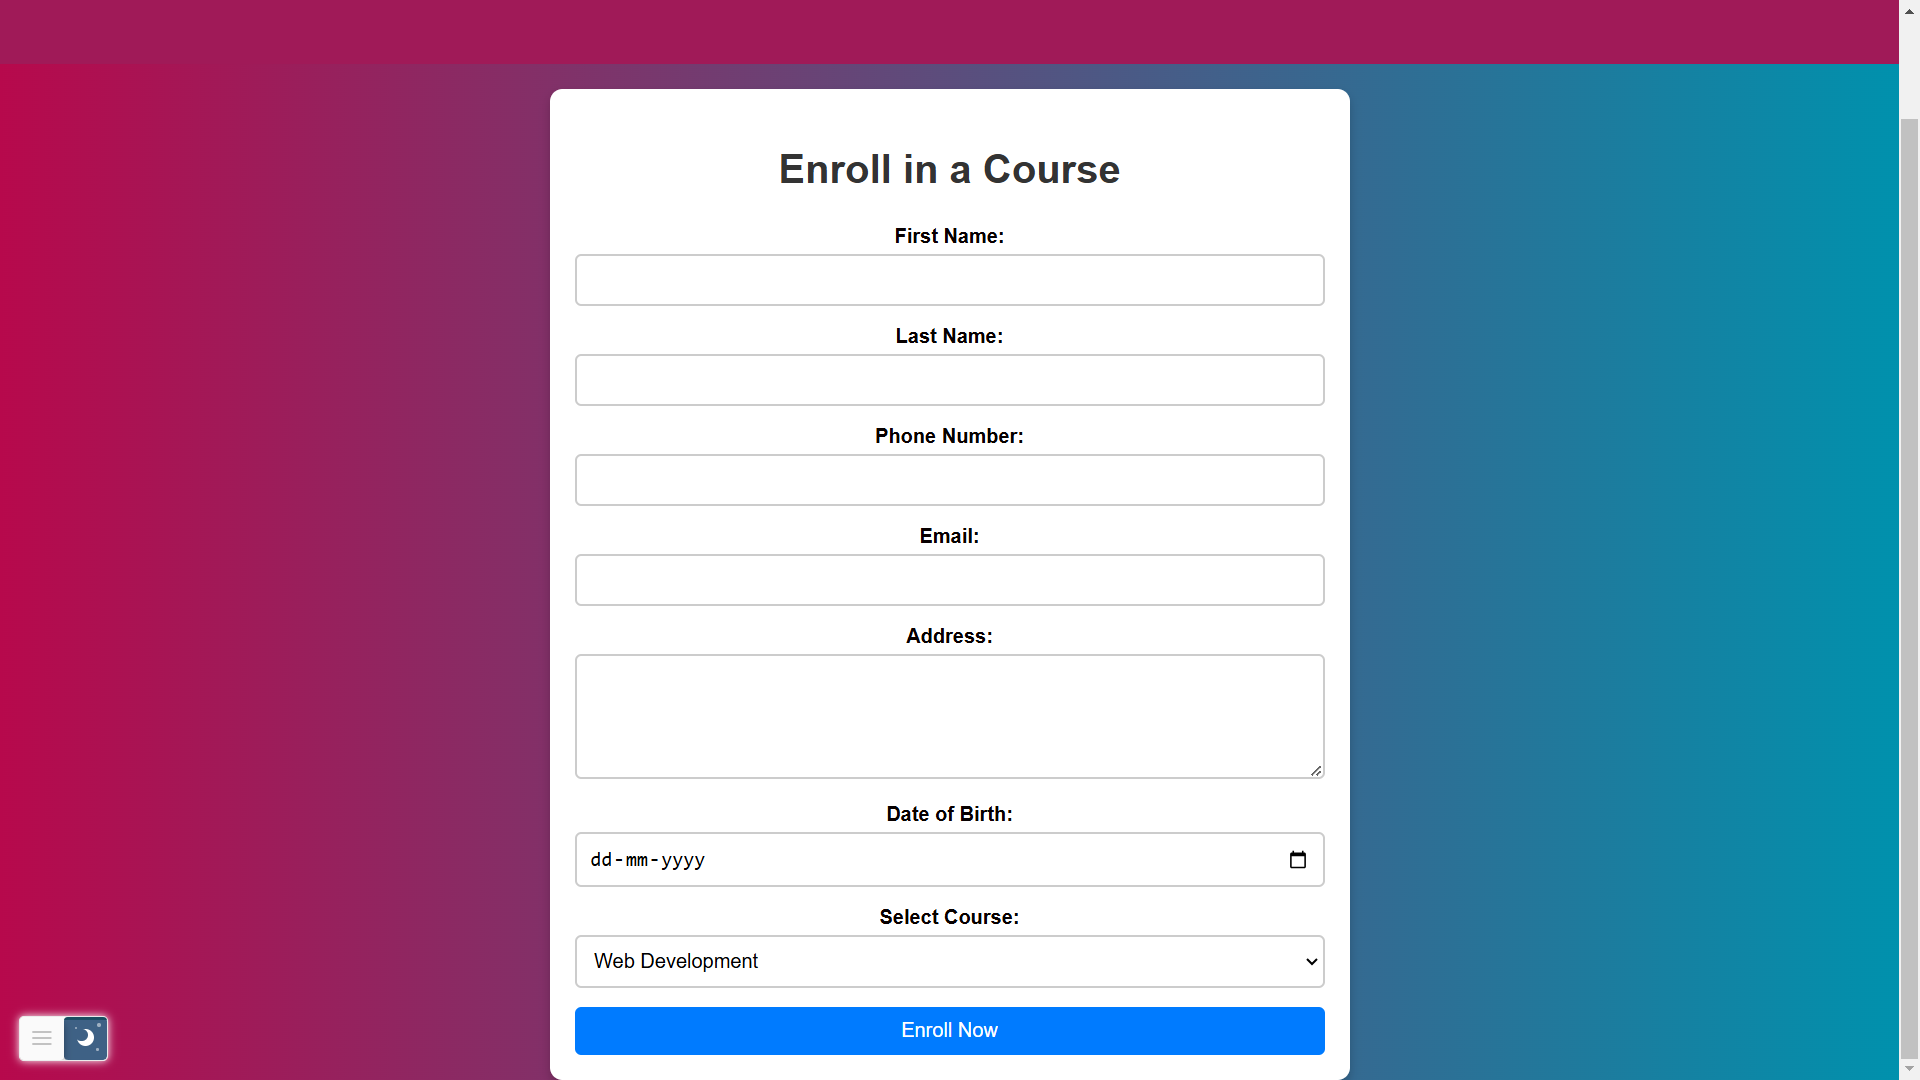 Enroll in a Course
First Name:
Last Name:
Phone Number:
Email:
Address:
Date of Birth:
dd-mm-yyyy
Select Course:
Web Development
Enroll Now